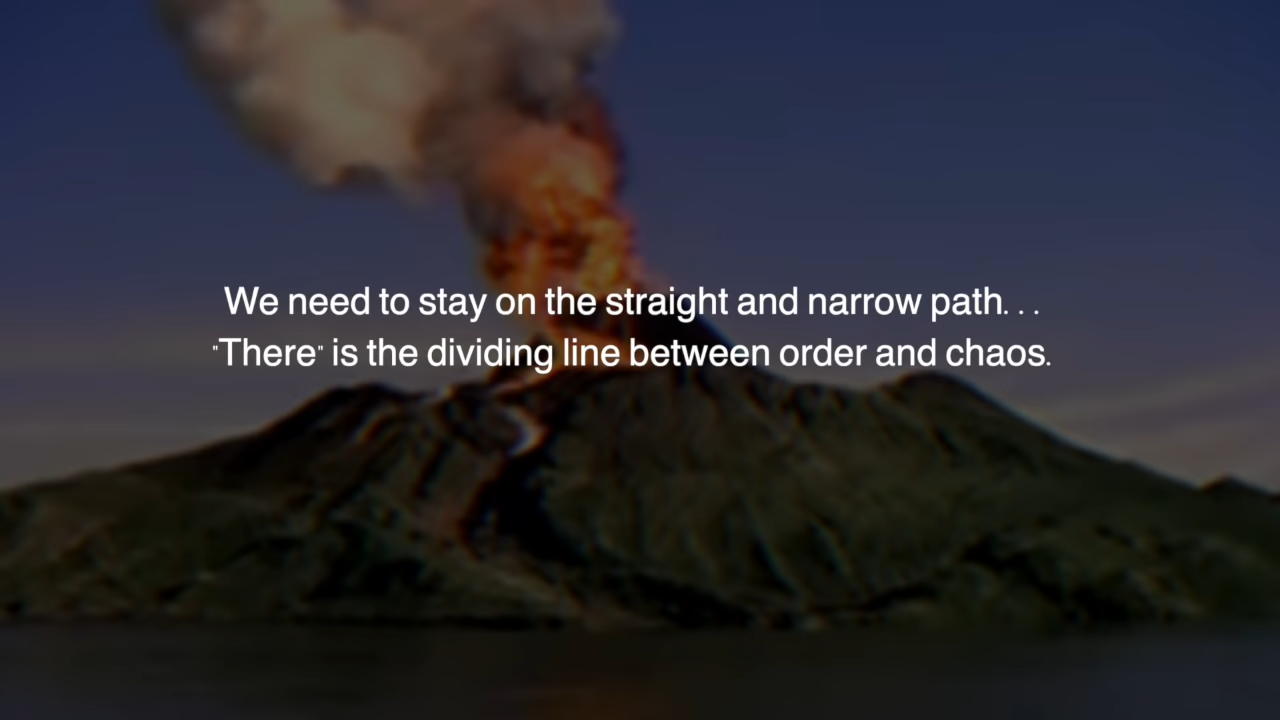 We need to stay on the straight and narrow path. . .
"There" is the dividing line between order and chaos.